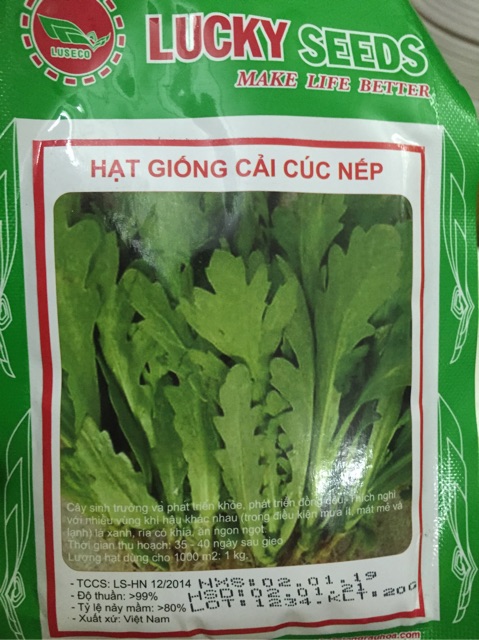 LUSECO
LUCKY SEEDS
MAKE LIFE BETTER
HẠT GIỐNG CẢI CÚC NẾP
Cây sinh trưởng và phát triển khỏe, phát triển đồng đều. Thích nghi
với nhiều vùng khí hậu khác nhau (trong điều kiện mưa ít, mát mẻ và
lạnh) lá xanh, rìa có khía, ăn ngon ngọt
Thời gian thu hoạch: 35 - 40 ngày sau gieo
Lượng hạt dùng cho 1000 m2: 1 kg.
- TCCS: LS-HN 12/2014 NXS:02.01.19
- Độ thuần: >99% HSD:02.01.21
- Tỷ lệ nảy mầm: >80% LOT:1234.KLT:20G
- Xuất xứ: Việt Nam